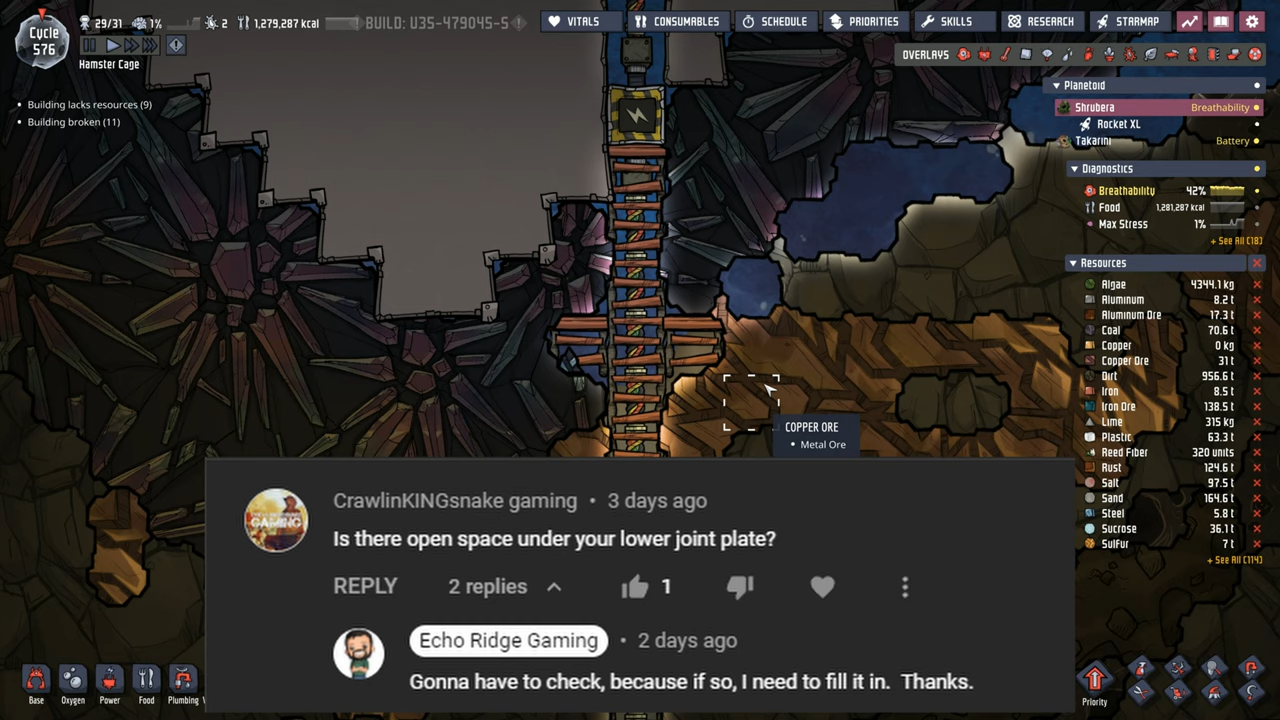 Cycle
576
29/31
1%
2
1,279,287 kcal
BUILD: U35-479045-S
VITALS
CONSUMABLES
SCHEDULE
PRIORITIES
SKILLS
RESEARCH
STARMAP
Hamster Cage
OVERLAYS
Building lacks resources (9)
Building broken (11)
Planetoid
Shrubera Breathability
Rocket XL
Takarini Battery
Diagnostics
Breathability 42%
Food 1,281,287 kcal
Max Stress 1%
+ See All (18)
Resources
Algae 4344.1 kg
Aluminum 8.2 t
Aluminum Ore 17.3 t
Coal 70.6 t
Copper 0 kg
Copper Ore 31 t
Dirt 956.6 t
Iron 8.5 t
Iron Ore 138.5 t
Lime 315 kg
Plastic 63.3 t
Reed Fiber 320 units
Rust 124.6 t
Salt 97.5 t
Sand 164.6 t
Steel 5.8 t
Sucrose 36.1 t
Sulfur 7 t
+ See All (114)
COPPER ORE
• Metal Ore
CrawlinKINGsnake gaming • 3 days ago
Is there open space under your lower joint plate?
REPLY 2 replies 1
Echo Ridge Gaming • 2 days ago
Gonna have to check, because if so, I need to fill it in. Thanks.
Base
Oxygen
Power
Food
Plumbing
Priority